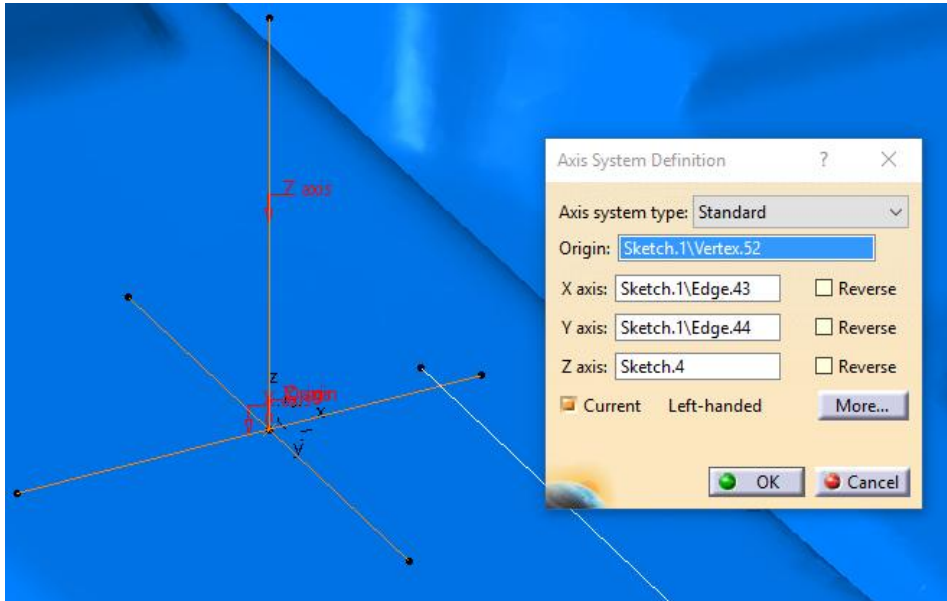 Axis System Definition ? ×
Axis system type: Standard
Origin: Sketch.1\Vertex.52
X axis: Sketch.1\Edge.43 Reverse
Y axis: Sketch.1\Edge.44 Reverse
Z axis: Sketch.4 Reverse
Current Left-handed More...
OK Cancel
Z axis
z
x
y